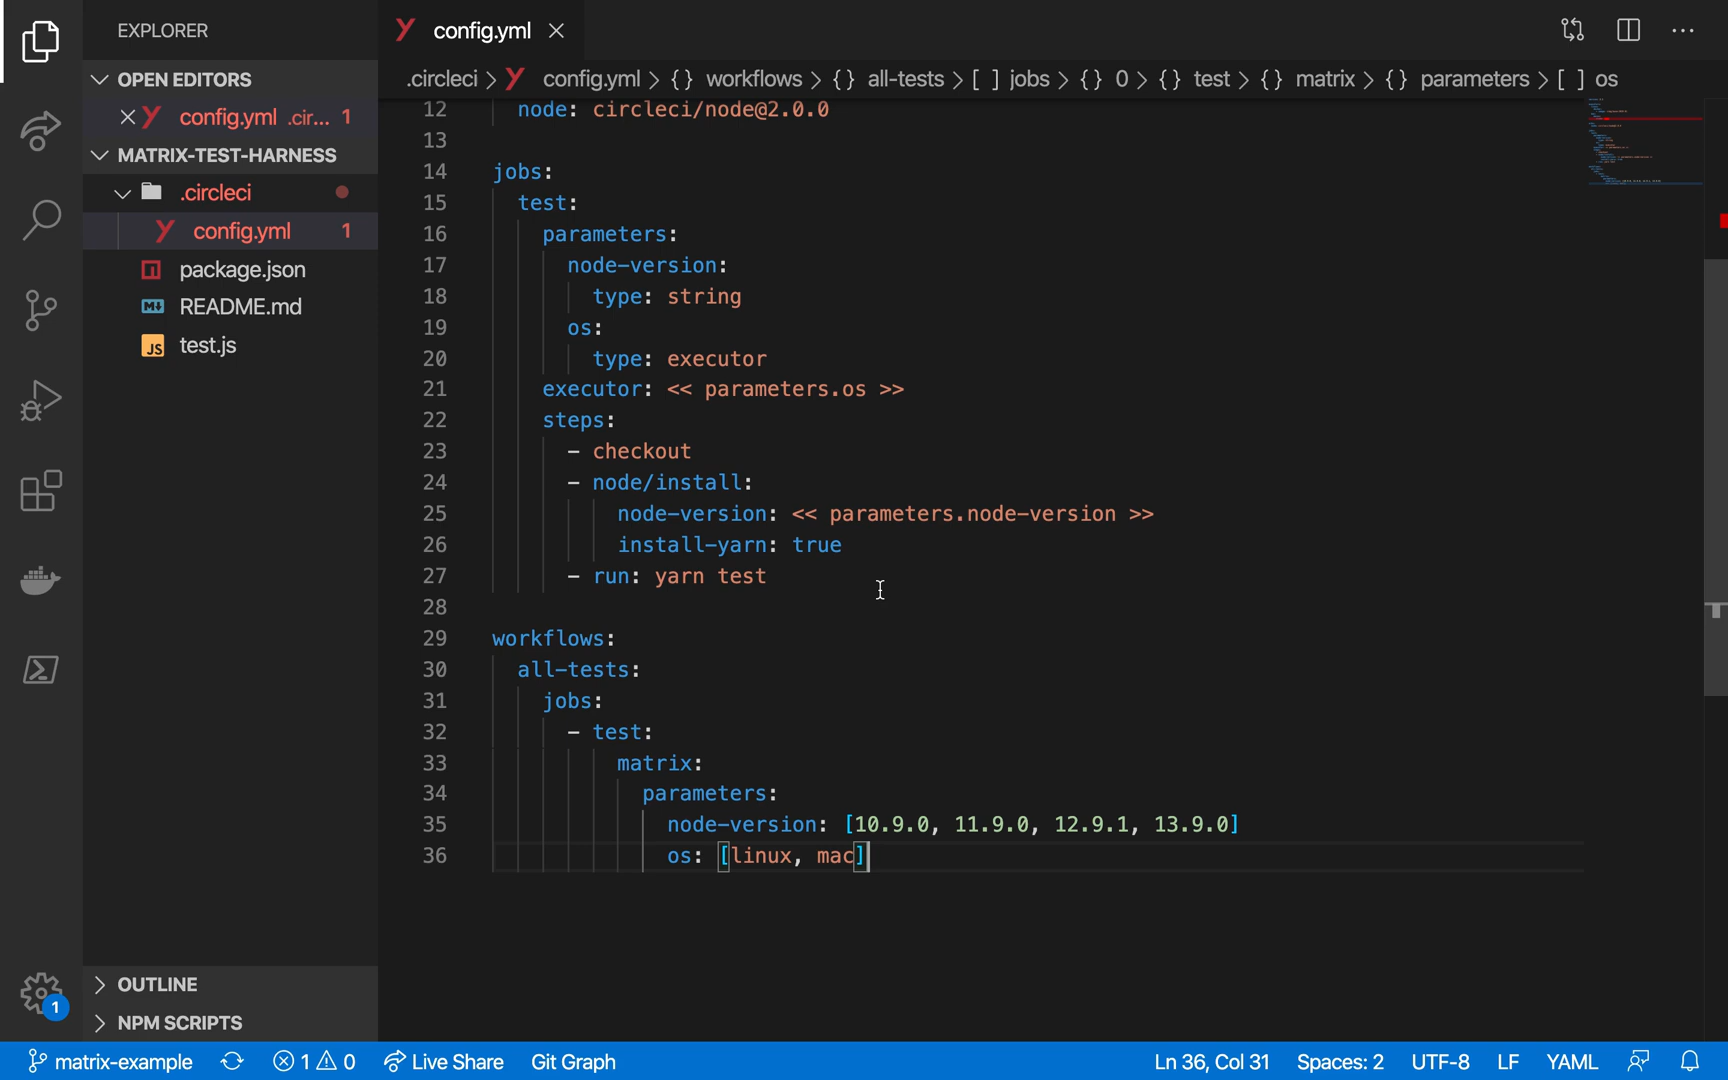 EXPLORER
OPEN EDITORS
config.yml .cir... 1
MATRIX-TEST-HARNESS
.circleci
config.yml 1
package.json
README.md
JS test.js
OUTLINE
NPM SCRIPTS
1
config.yml
.circleci > config.yml > {} workflows > {} all-tests > [ ] jobs > {} 0 > {} test > {} matrix > {} parameters > [ ] os
12 node: circleci/node@2.0.0
13
14 jobs:
15 test:
16 parameters:
17 node-version:
18 type: string
19 os:
20 type: executor
21 executor: << parameters.os >>
22 steps:
23 - checkout
24 - node/install:
25 node-version: << parameters.node-version >>
26 install-yarn: true
27 - run: yarn test
28
29 workflows:
30 all-tests:
31 jobs:
32 - test:
33 matrix:
34 parameters:
35 node-version: [10.9.0, 11.9.0, 12.9.1, 13.9.0]
36 os: [linux, mac]
matrix-example 1 0 Live Share Git Graph Ln 36, Col 31 Spaces: 2 UTF-8 LF YAML